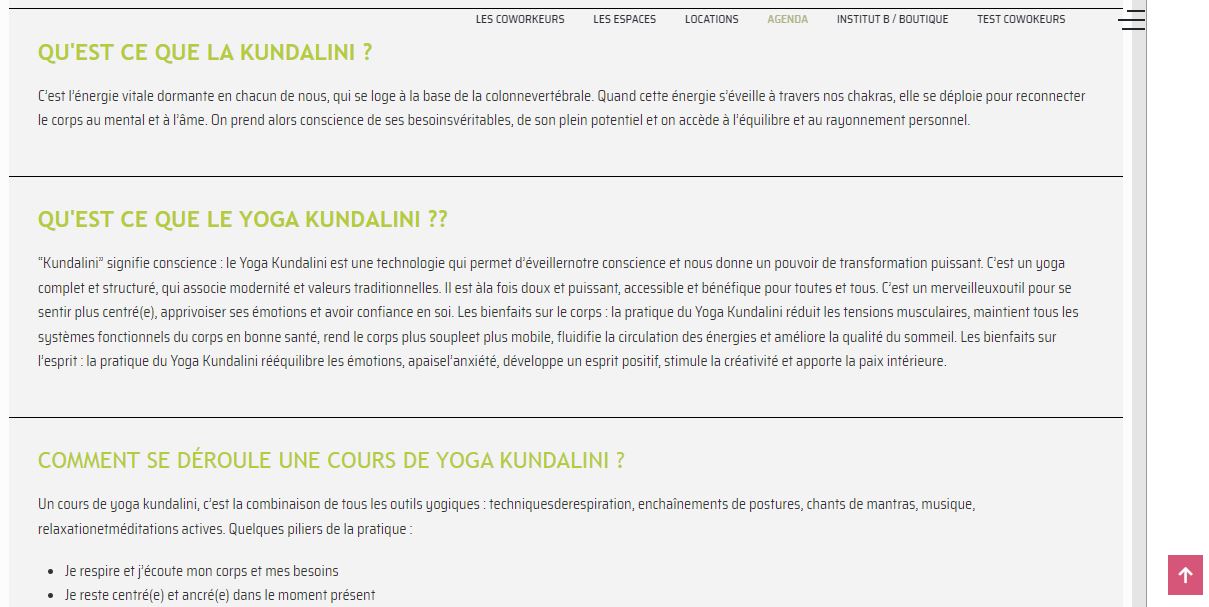 LES COWORKEURS LES ESPACES LOCATIONS AGENDA INSTITUT B / BOUTIQUE TEST COWOKEURS
QU'EST CE QUE LA KUNDALINI ?
C’est l’énergie vitale dormante en chacun de nous, qui se loge à la base de la colonnevertébrale. Quand cette énergie s’éveille à travers nos chakras, elle se déploie pour reconnecter
le corps au mental et à l’âme. On prend alors conscience de ses besoinsvéritables, de son plein potentiel et on accède à l’équilibre et au rayonnement personnel.
QU'EST CE QUE LE YOGA KUNDALINI ??
“Kundalini” signifie conscience : le Yoga Kundalini est une technologie qui permet d’éveillernotre conscience et nous donne un pouvoir de transformation puissant. C’est un yoga
complet et structuré, qui associe modernité et valeurs traditionnelles. Il est àla fois doux et puissant, accessible et bénéfique pour toutes et tous. C’est un merveilleuxoutil pour se
sentir plus centré(e), apprivoiser ses émotions et avoir confiance en soi. Les bienfaits sur le corps : la pratique du Yoga Kundalini réduit les tensions musculaires, maintient tous les
systèmes fonctionnels du corps en bonne santé, rend le corps plus soupleet plus mobile, fluidifie la circulation des énergies et améliore la qualité du sommeil. Les bienfaits sur
l’esprit : la pratique du Yoga Kundalini rééquilibre les émotions, apaisel’anxiété, développe un esprit positif, stimule la créativité et apporte la paix intérieure.
COMMENT SE DÉROULE UNE COURS DE YOGA KUNDALINI ?
Un cours de yoga kundalini, c’est la combinaison de tous les outils yogiques : techniquesderespiration, enchaînements de postures, chants de mantras, musique,
relaxationetméditations actives. Quelques piliers de la pratique :
• Je respire et j’écoute mon corps et mes besoins
• Je reste centré(e) et ancré(e) dans le moment présent